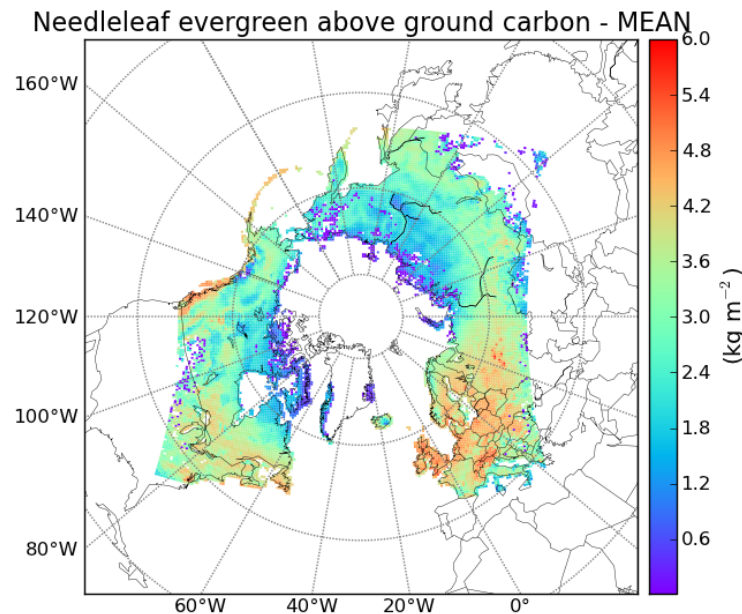 Needleleaf evergreen above ground carbon - MEAN
160°W
140°W
120°W
100°W
80°W
60°W
40°W
20°W
0°
6.0
5.4
4.8
4.2
3.6
3.0
2.4
1.8
1.2
0.6
(kg m⁻²)